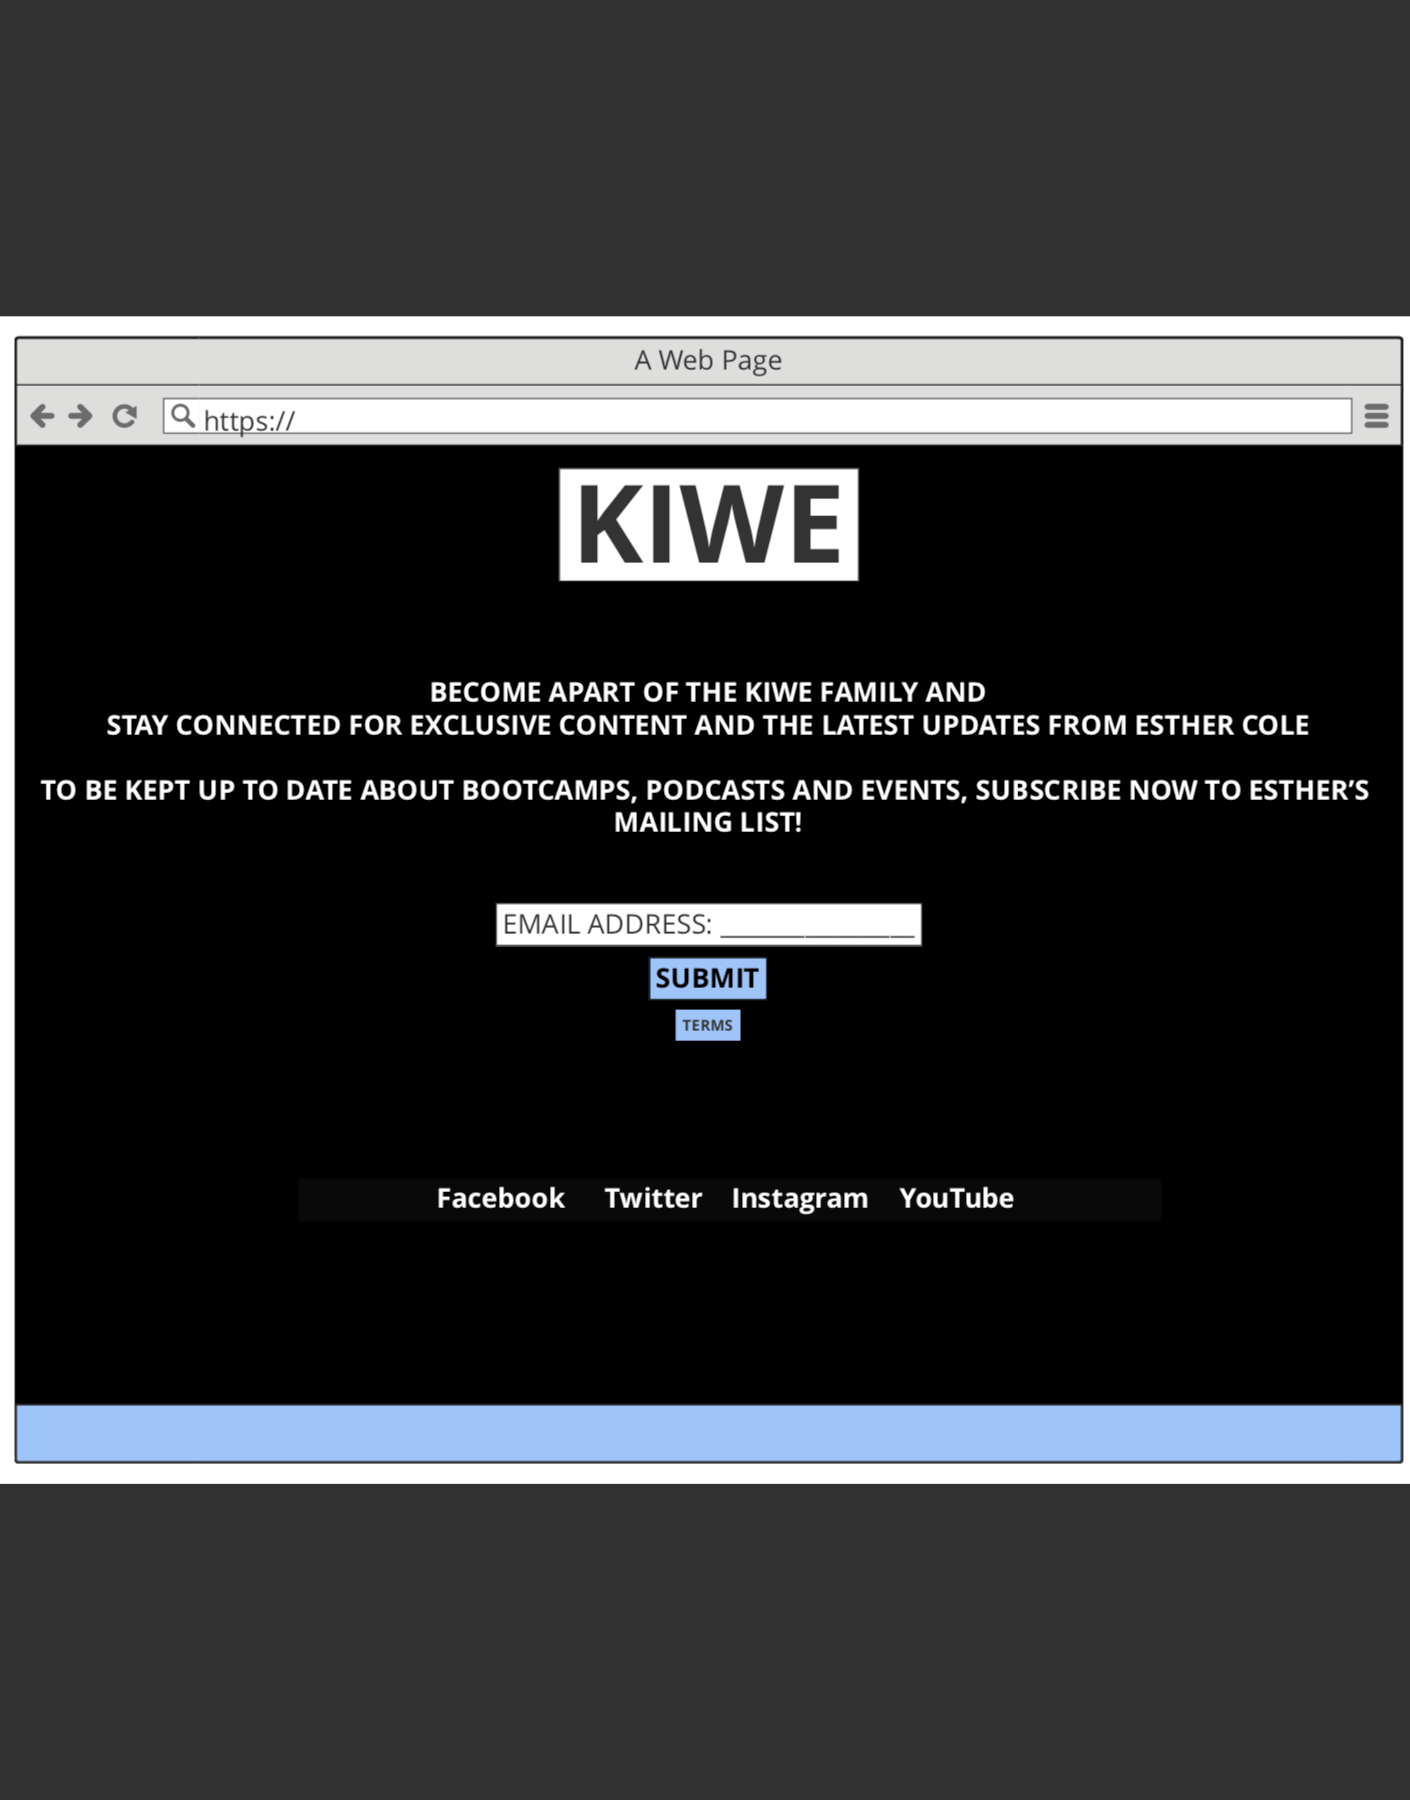 A Web Page
https://
KIWE
BECOME APART OF THE KIWE FAMILY AND
STAY CONNECTED FOR EXCLUSIVE CONTENT AND THE LATEST UPDATES FROM ESTHER COLE
TO BE KEPT UP TO DATE ABOUT BOOTCAMPS, PODCASTS AND EVENTS, SUBSCRIBE NOW TO ESTHER’S
MAILING LIST!
EMAIL ADDRESS: ________________
SUBMIT
TERMS
Facebook Twitter Instagram YouTube